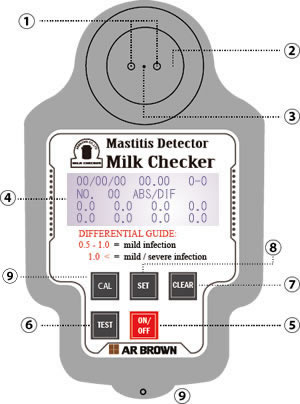 ①
②
③
Mastitis Detector
MILK CHECKER
Milk Checker
④
00/00/00 00.00 0-0
NO. 00 ABS/DIF
0.0 0.0 0.0 0.0
0.0 0.0 0.0 0.0
DIFFERENTIAL GUIDE:
0.5 - 1.0 = mild infection
1.0 < = mild / severe infection
⑧
⑨
CAL
SET
CLEAR
⑦
⑥
TEST
ON/
OFF
⑤
AR BROWN
⑨